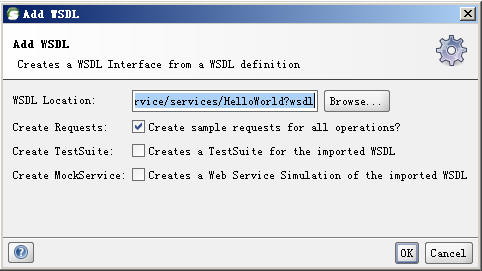 Add WSDL
Add WSDL
Creates a WSDL Interface from a WSDL definition
WSDL Location: rvice/services/HelloWorld?wsdl Browse...
Create Requests: Create sample requests for all operations?
Create TestSuite: Creates a TestSuite for the imported WSDL
Create MockService: Creates a Web Service Simulation of the imported WSDL
? OK Cancel